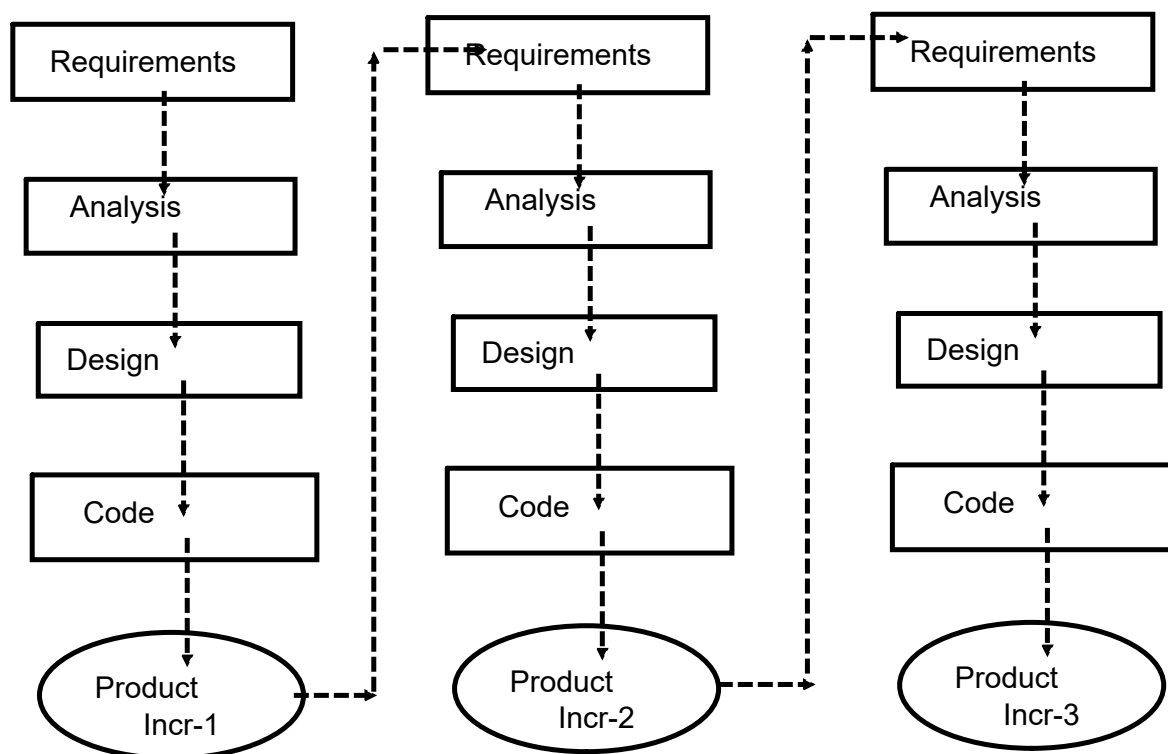 Requirements
Analysis
Design
Code
Product
Incr-1
Requirements
Analysis
Design
Code
Product
Incr-2
Requirements
Analysis
Design
Code
Product
Incr-3